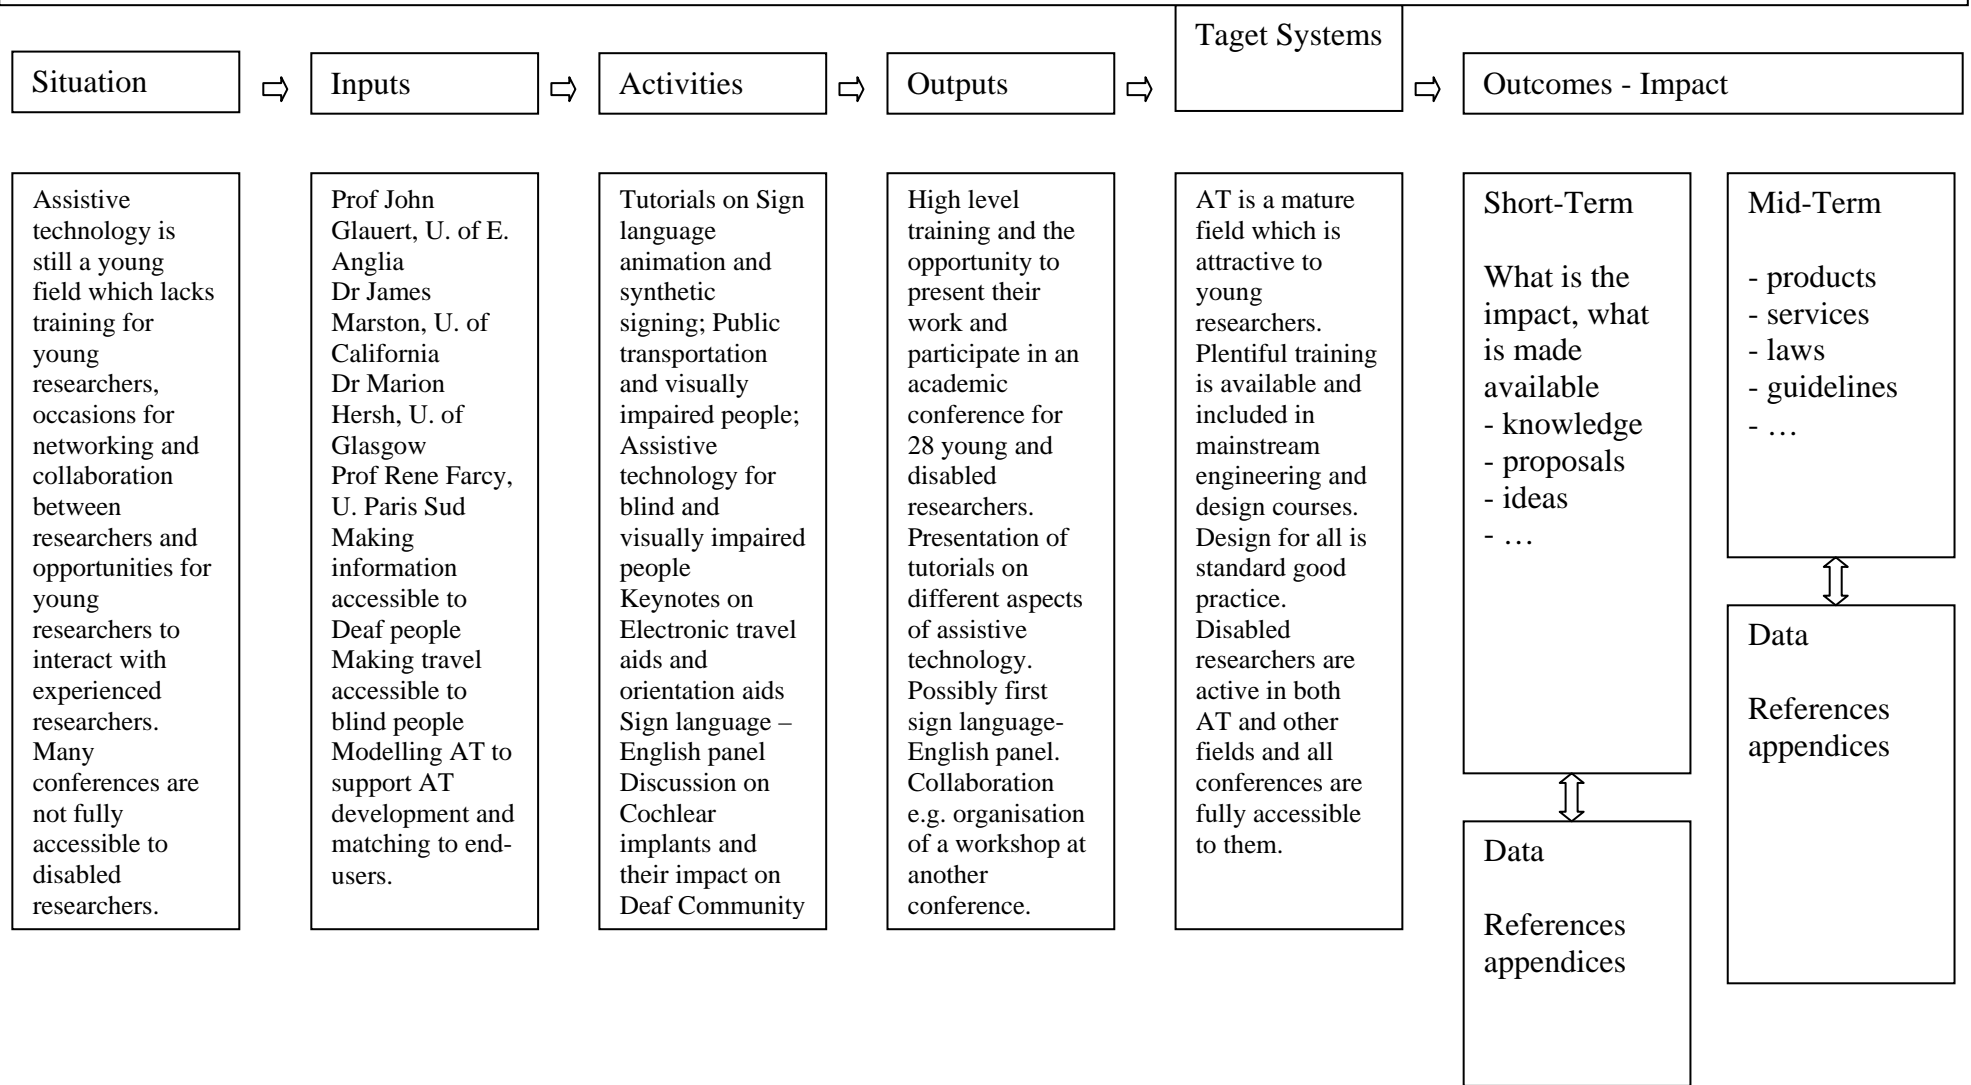 Taget Systems
Situation
Inputs
Activities
Outputs
Outcomes - Impact
Assistive
technology is
still a young
field which lacks
training for
young
researchers,
occasions for
networking and
collaboration
between
researchers and
opportunities for
young
researchers to
interact with
experienced
researchers.
Many
conferences are
not fully
accessible to
disabled
researchers.
Prof John
Glauert, U. of E.
Anglia
Dr James
Marston, U. of
California
Dr Marion
Hersh, U. of
Glasgow
Prof Rene Farcy,
U. Paris Sud
Making
information
accessible to
Deaf people
Making travel
accessible to
blind people
Modelling AT to
support AT
development and
matching to end-
users.
Tutorials on Sign
language
animation and
synthetic
signing; Public
transportation
and visually
impaired people;
Assistive
technology for
blind and
visually impaired
people
Keynotes on
Electronic travel
aids and
orientation aids
Sign language –
English panel
Discussion on
Cochlear
implants and
their impact on
Deaf Community
High level
training and the
opportunity to
present their
work and
participate in an
academic
conference for
28 young and
disabled
researchers.
Presentation of
tutorials on
different aspects
of assistive
technology.
Possibly first
sign language-
English panel.
Collaboration
e.g. organisation
of a workshop at
another
conference.
AT is a mature
field which is
attractive to
young
researchers.
Plentiful training
is available and
included in
mainstream
engineering and
design courses.
Design for all is
standard good
practice.
Disabled
researchers are
active in both
AT and other
fields and all
conferences are
fully accessible
to them.
Short-Term
What is the
impact, what
is made
available
- knowledge
- proposals
- ideas
- …
Data
References
appendices
Mid-Term
- products
- services
- laws
- guidelines
- …
Data
References
appendices